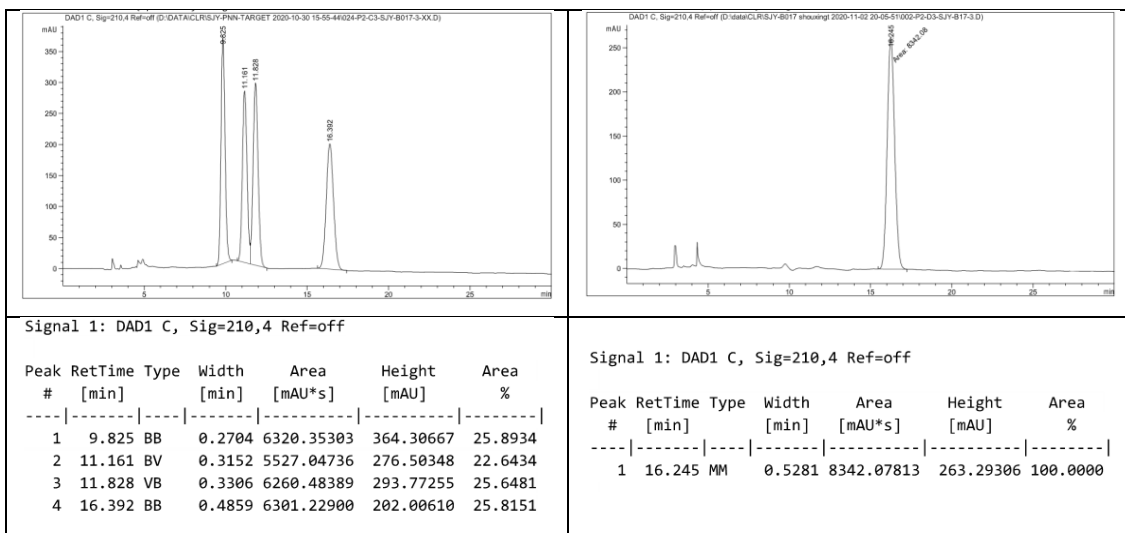 DAD1 C, Sig=210,4 Ref=off (D:\DATA\CLR\SJY-PNN-TARGET 2020-10-30 15-55-44\024-P2-C3-SJY-B017-3-XX.D)
mAU
350
300
250
200
150
100
50
0
9.825
11.161
11.828
16.392
5
10
15
20
25
min
DAD1 C, Sig=210,4 Ref=off (D:\data\CLR\SJY-B017 shouxingt 2020-11-02 20-05-51\002-P2-D3-SJY-B17-3.D)
mAU
250
200
150
100
50
0
16.245
Area: 8342.08
5
10
15
20
25
min
Signal 1: DAD1 C, Sig=210,4 Ref=off
Peak RetTime Type Width Area Height Area
# [min] [min] [mAU*s] [mAU] %
----|-------|----|-------|-----------|-----------|--------|
1 9.825 BB 0.2704 6320.35303 364.30667 25.8934
2 11.161 BV 0.3152 5527.04736 276.50348 22.6434
3 11.828 VB 0.3306 6260.48389 293.77255 25.6481
4 16.392 BB 0.4859 6301.22900 202.00610 25.8151
Signal 1: DAD1 C, Sig=210,4 Ref=off
Peak RetTime Type Width Area Height Area
# [min] [min] [mAU*s] [mAU] %
----|-------|----|-------|-----------|-----------|--------|
1 16.245 MM 0.5281 8342.07813 263.29306 100.0000